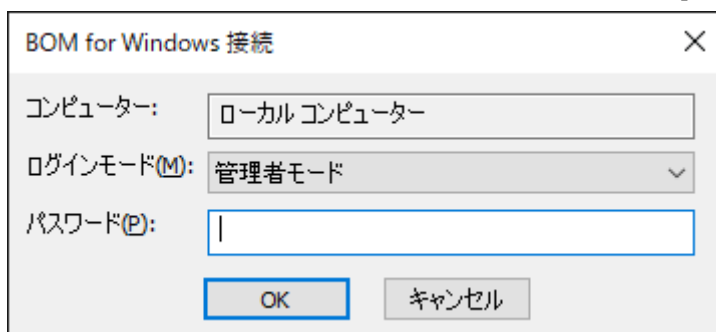 BOM for Windows 接続
コンピューター: ローカル コンピューター
ログインモード(M): 管理者モード
パスワード(P):
OK キャンセル